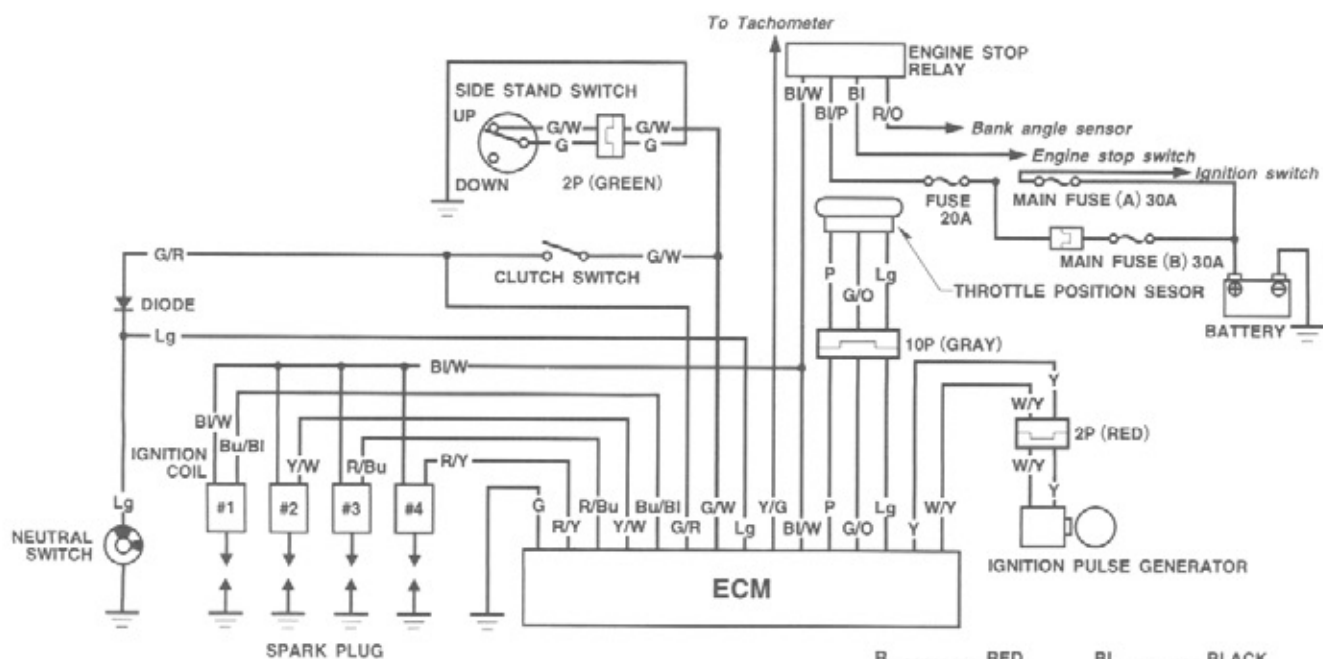 To Tachometer
ENGINE STOP
RELAY
Bl/W
Bl/P
Bl
R/O
Bank angle sensor
Engine stop switch
Ignition switch
SIDE STAND SWITCH
UP
G/W
G/W
G
G
DOWN
2P (GREEN)
FUSE
20A
MAIN FUSE (A) 30A
MAIN FUSE (B) 30A
G/R
CLUTCH SWITCH
G/W
P
G/O
Lg
THROTTLE POSITION SESOR
BATTERY
DIODE
Lg
10P (GRAY)
Bl/W
Y
W/Y
2P (RED)
W/Y
Y
Bl/W
Bu/Bl
Y/W
R/Bu
R/Y
IGNITION
COIL
#1
#2
#3
#4
Lg
NEUTRAL
SWITCH
G
R/Y
R/Bu
Y/W
Bu/Bl
G/R
G/W
Lg
Y/G
Bl/W
P
G/O
Lg
Y
W/Y
IGNITION PULSE GENERATOR
ECM
SPARK PLUG
R RED Bl BLACK